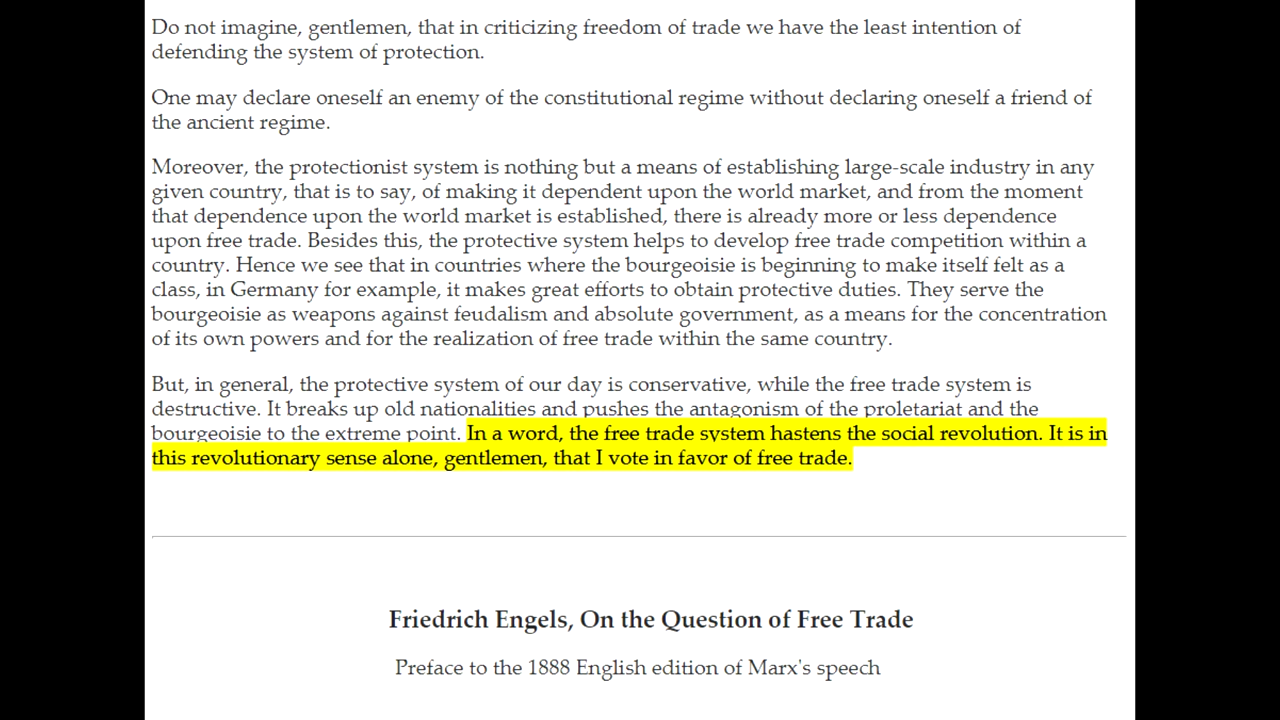 Do not imagine, gentlemen, that in criticizing freedom of trade we have the least intention of
defending the system of protection.
One may declare oneself an enemy of the constitutional regime without declaring oneself a friend of
the ancient regime.
Moreover, the protectionist system is nothing but a means of establishing large-scale industry in any
given country, that is to say, of making it dependent upon the world market, and from the moment
that dependence upon the world market is established, there is already more or less dependence
upon free trade. Besides this, the protective system helps to develop free trade competition within a
country. Hence we see that in countries where the bourgeoisie is beginning to make itself felt as a
class, in Germany for example, it makes great efforts to obtain protective duties. They serve the
bourgeoisie as weapons against feudalism and absolute government, as a means for the concentration
of its own powers and for the realization of free trade within the same country.
But, in general, the protective system of our day is conservative, while the free trade system is
destructive. It breaks up old nationalities and pushes the antagonism of the proletariat and the
bourgeoisie to the extreme point. In a word, the free trade system hastens the social revolution. It is in
this revolutionary sense alone, gentlemen, that I vote in favor of free trade.
Friedrich Engels, On the Question of Free Trade
Preface to the 1888 English edition of Marx's speech